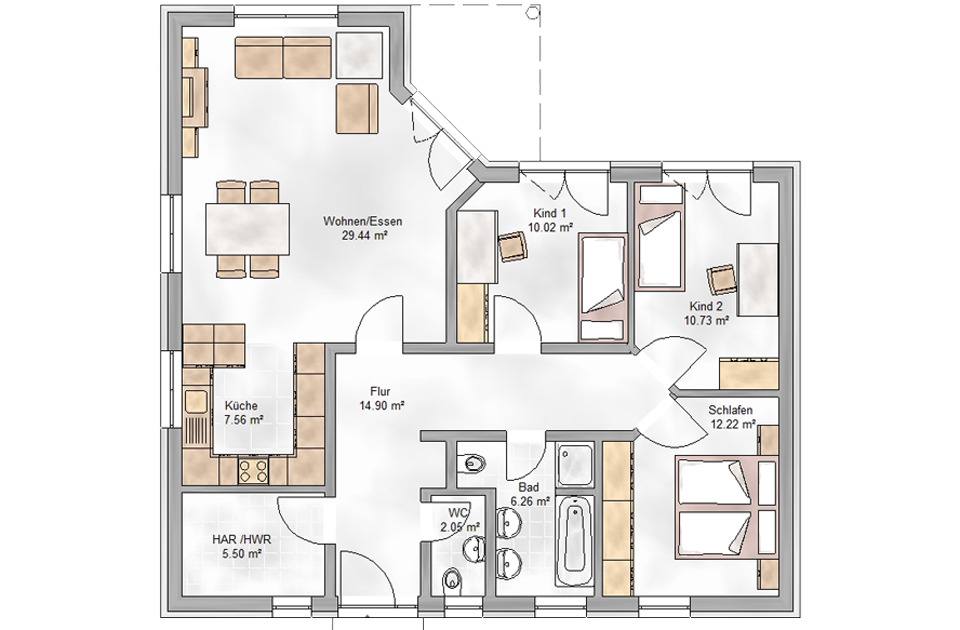 Wohnen/Essen
29.44 m²
Kind 1
10.02 m²
Kind 2
10.73 m²
Küche
7.56 m²
Flur
14.90 m²
Schlafen
12.22 m²
Bad
6.26 m²
WC
2.05 m²
HAR /HWR
5.50 m²